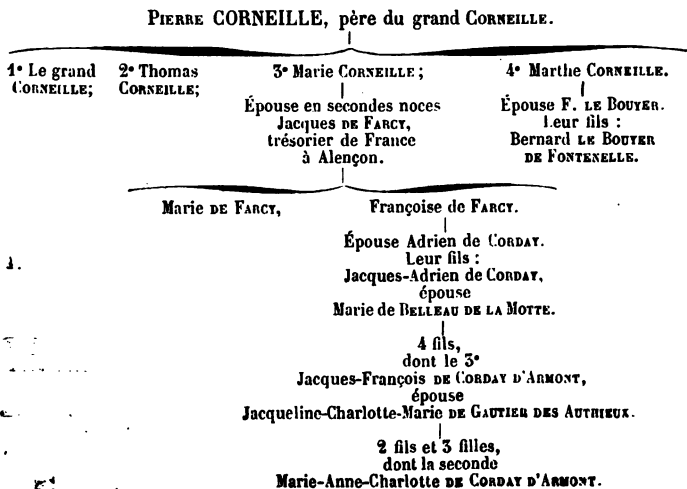 PIERRE CORNEILLE, père du grand CORNEILLE.
1° Le grand CORNEILLE;
2° Thomas CORNEILLE;
3° Marie CORNEILLE;
Épouse en secondes noces
Jacques DE FARCY,
trésorier de France
à Alençon.
4° Marthe CORNEILLE.
Épouse F. LE BOUYER.
Leur fils :
Bernard LE BOUYER
DE FONTENELLE.
Marie DE FARCY,
Françoise de FARCY.
Épouse Adrien de CORDAY.
Leur fils :
Jacques-Adrien de CORDAY,
épouse
Marie de BELLEAU DE LA MOTTE.
4 fils,
dont le 3°
Jacques-François DE CORDAY D'ARMONT,
épouse
Jacqueline-Charlotte-Marie DE GAUTIER DES AUTHIEUX.
2 fils et 3 filles,
dont la seconde
Marie-Anne-Charlotte DE CORDAY D'ARMONT.